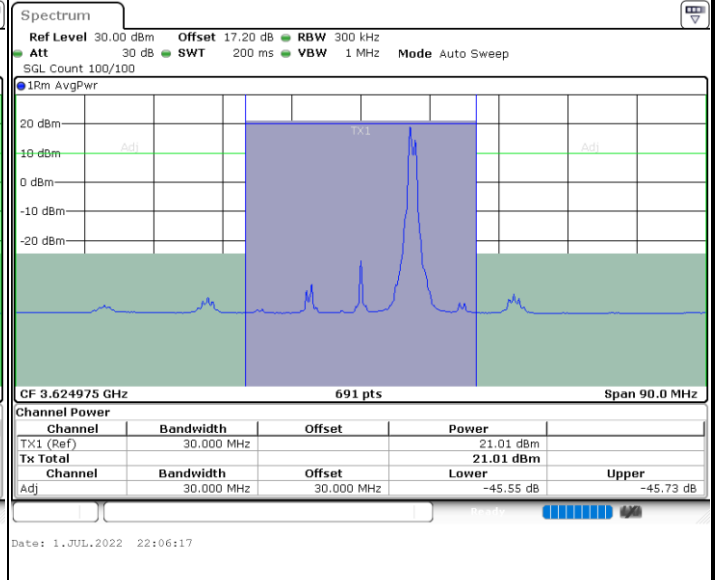 Spectrum
Ref Level 30.00 dBm Offset 17.20 dB RBW 300 kHz
Att 30 dB SWT 200 ms VBW 1 MHz Mode Auto Sweep
SGL Count 100/100
1Rm AvgPwr
20 dBm
TX1
Adj
Adj
10 dBm
0 dBm
-10 dBm
-20 dBm
CF 3.624975 GHz 691 pts Span 90.0 MHz
Channel Power
Channel Bandwidth Offset Power
TX1 (Ref) 30.000 MHz 21.01 dBm
Tx Total 21.01 dBm
Channel Bandwidth Offset Lower Upper
Adj 30.000 MHz 30.000 MHz -45.55 dB -45.73 dB
Ready
Date: 1.JUL.2022 22:06:17